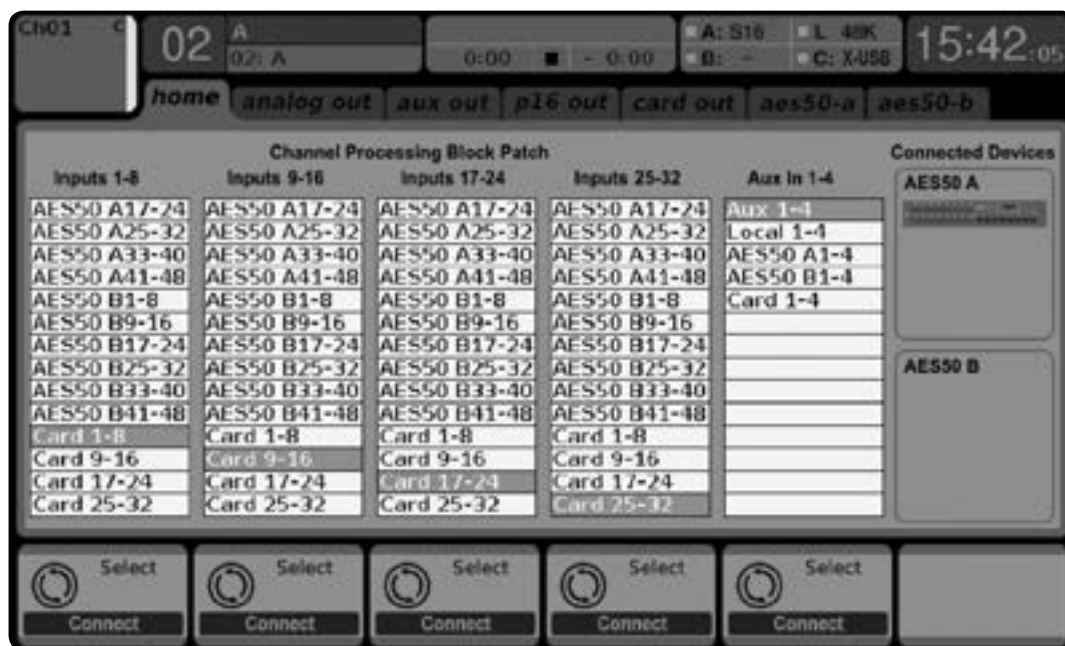 Ch01 C
02 A
02: A
0:00 - 0:00
A: S16 L 48K
B: - C: X-USB
15:42:05
home analog out aux out p16 out card out aes50-a aes50-b
Channel Processing Block Patch Connected Devices
Inputs 1-8 Inputs 9-16 Inputs 17-24 Inputs 25-32 Aux In 1-4 AES50 A
AES50 A17-24 AES50 A17-24 AES50 A17-24 AES50 A17-24 Aux 1-4
AES50 A25-32 AES50 A25-32 AES50 A25-32 AES50 A25-32 Local 1-4
AES50 A33-40 AES50 A33-40 AES50 A33-40 AES50 A33-40 AES50 A1-4
AES50 A41-48 AES50 A41-48 AES50 A41-48 AES50 A41-48 AES50 B1-4
AES50 B1-8 AES50 B1-8 AES50 B1-8 AES50 B1-8 Card 1-4
AES50 B9-16 AES50 B9-16 AES50 B9-16 AES50 B9-16
AES50 B17-24 AES50 B17-24 AES50 B17-24 AES50 B17-24
AES50 B25-32 AES50 B25-32 AES50 B25-32 AES50 B25-32 AES50 B
AES50 B33-40 AES50 B33-40 AES50 B33-40 AES50 B33-40
AES50 B41-48 AES50 B41-48 AES50 B41-48 AES50 B41-48
Card 1-8 Card 1-8 Card 1-8 Card 1-8
Card 9-16 Card 9-16 Card 9-16 Card 9-16
Card 17-24 Card 17-24 Card 17-24 Card 17-24
Card 25-32 Card 25-32 Card 25-32 Card 25-32
Select Select Select Select Select
Connect Connect Connect Connect Connect